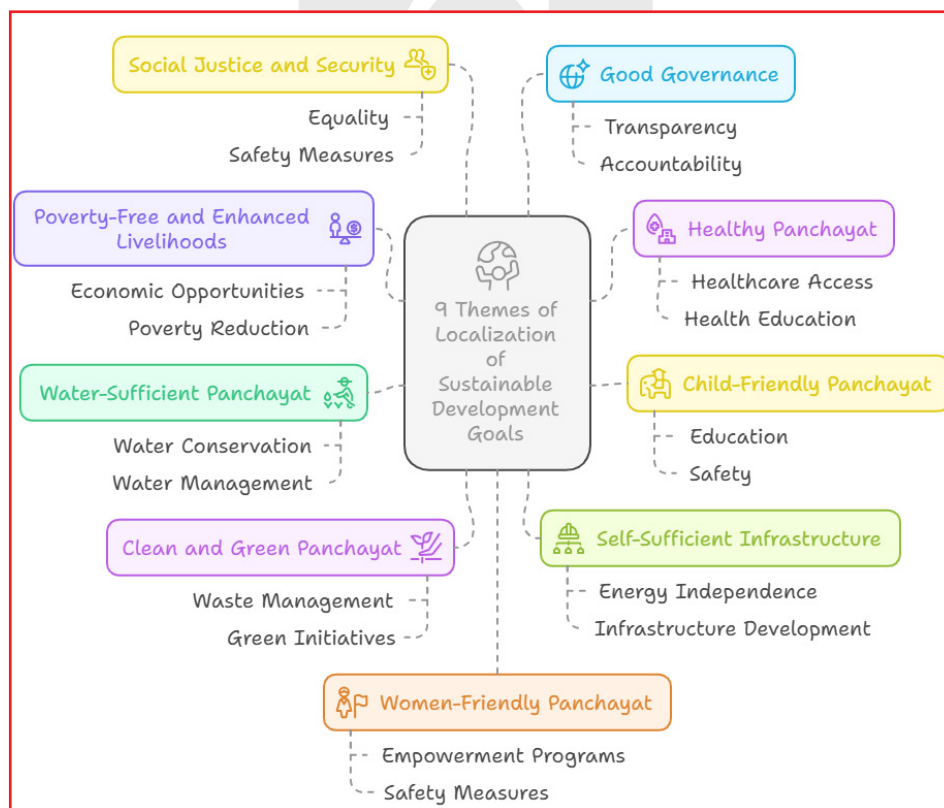 Social Justice and Security
Equality
Safety Measures
Good Governance
Transparency
Accountability
Poverty-Free and Enhanced
Livelihoods
Economic Opportunities
Poverty Reduction
9 Themes of
Localization
of
Sustainable
Development
Goals
Healthy Panchayat
Healthcare Access
Health Education
Water-Sufficient Panchayat
Water Conservation
Water Management
Child-Friendly Panchayat
Education
Safety
Clean and Green Panchayat
Waste Management
Green Initiatives
Self-Sufficient Infrastructure
Energy Independence
Infrastructure Development
Women-Friendly Panchayat
Empowerment Programs
Safety Measures